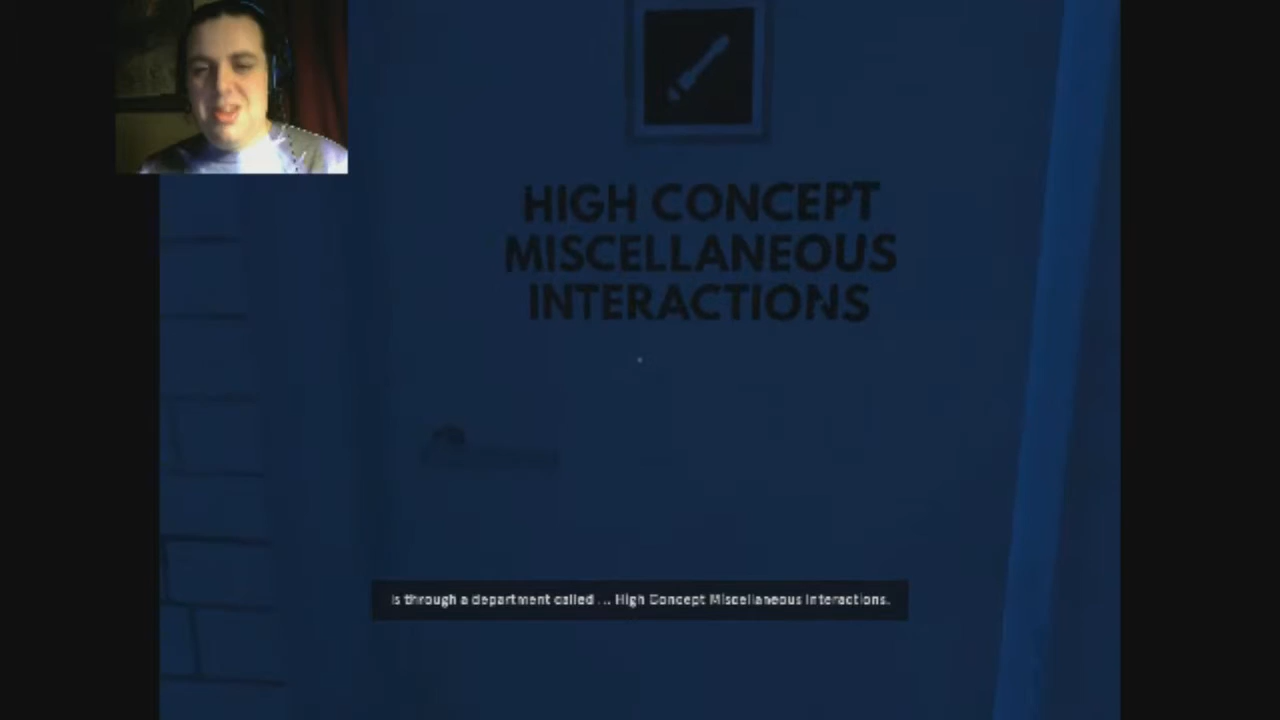 HIGH CONCEPT
MISCELLANEOUS
INTERACTIONS
is through a department called ... High Concept Miscellaneous Interactions.